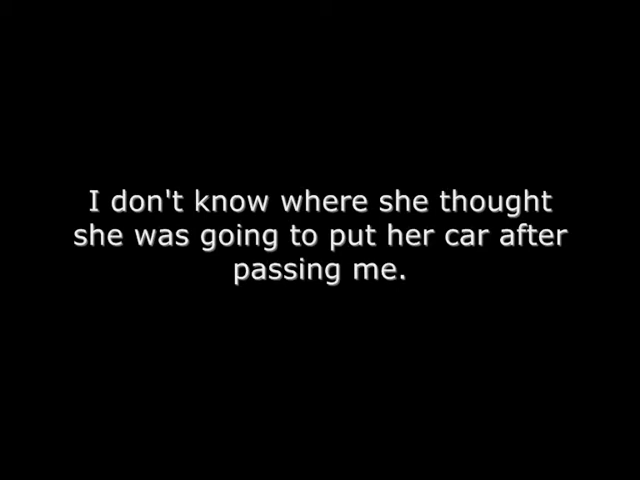 I don't know where she thought
she was going to put her car after
passing me.